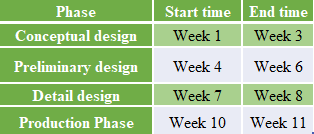 Phase Start time End time
Conceptual design Week 1 Week 3
Preliminary design Week 4 Week 6
Detail design Week 7 Week 8
Production Phase Week 10 Week 11